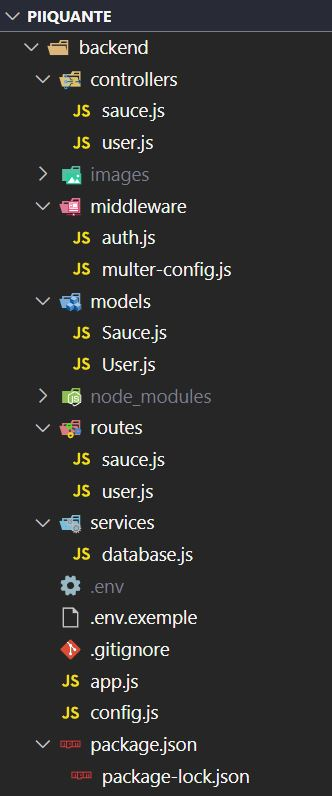 PIIQUANTE
backend
controllers
JS sauce.js
JS user.js
images
middleware
JS auth.js
JS multer-config.js
models
JS Sauce.js
JS User.js
node_modules
routes
JS sauce.js
JS user.js
services
JS database.js
.env
.env.exemple
.gitignore
JS app.js
JS config.js
npm package.json
npm package-lock.json